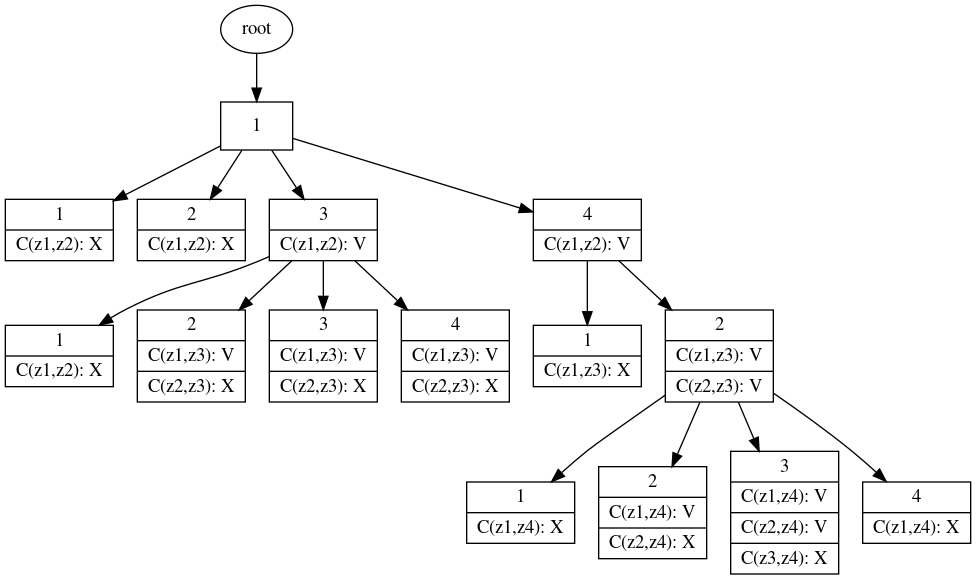 root
1
1
C(z1,z2): X
2
C(z1,z2): X
3
C(z1,z2): V
4
C(z1,z2): V
1
C(z1,z2): X
2
C(z1,z3): V
C(z2,z3): X
3
C(z1,z3): V
C(z2,z3): X
4
C(z1,z3): V
C(z2,z3): X
1
C(z1,z3): X
2
C(z1,z3): V
C(z2,z3): V
1
C(z1,z4): X
2
C(z1,z4): V
C(z2,z4): X
3
C(z1,z4): V
C(z2,z4): V
C(z3,z4): X
4
C(z1,z4): X